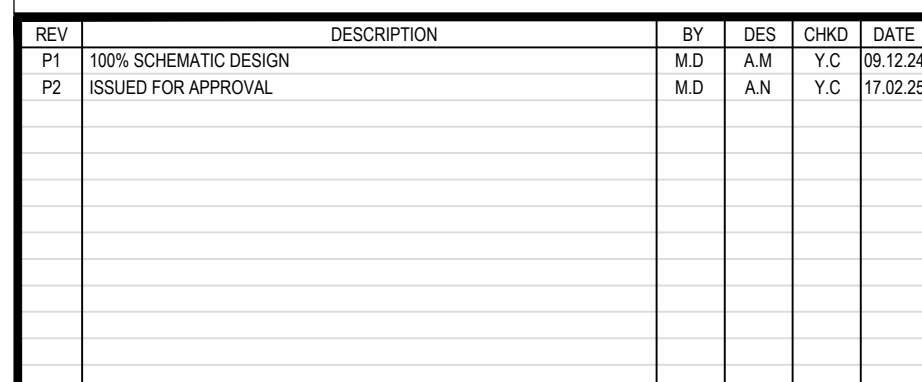 REV DESCRIPTION BY DES CHKD DATE
P1 100% SCHEMATIC DESIGN M.D A.M Y.C 09.12.24
P2 ISSUED FOR APPROVAL M.D A.N Y.C 17.02.25